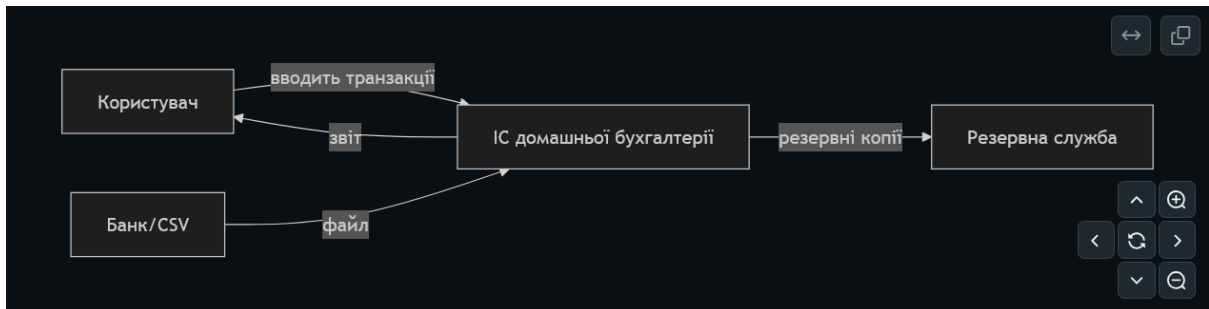 Користувач
вводить транзакції
звіт
ІС домашньої бухгалтерії
резервні копії
Резервна служба
Банк/CSV
файл